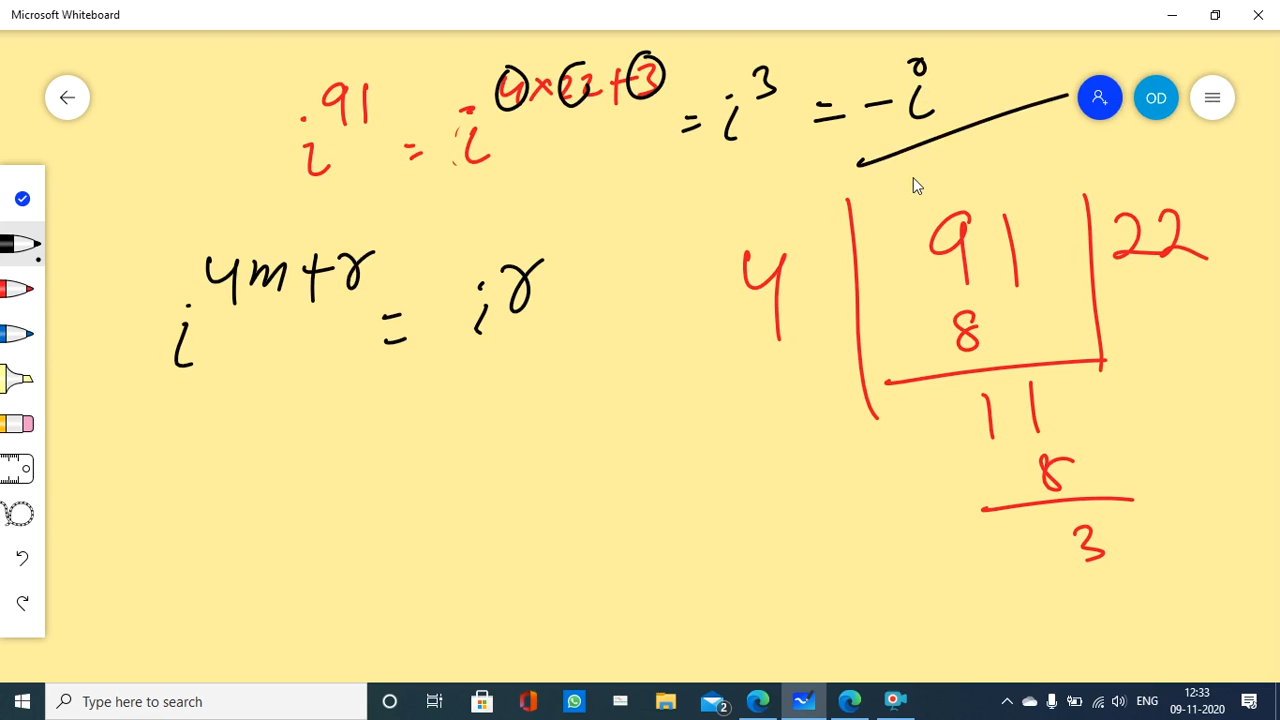 Microsoft Whiteboard
i^91 = i^4×22+3 = i^3 = -i
OD
i^4m+r = i^r
4 | 91 | 22
8
11
8
3
Type here to search
2
ENG
12:33
09-11-2020